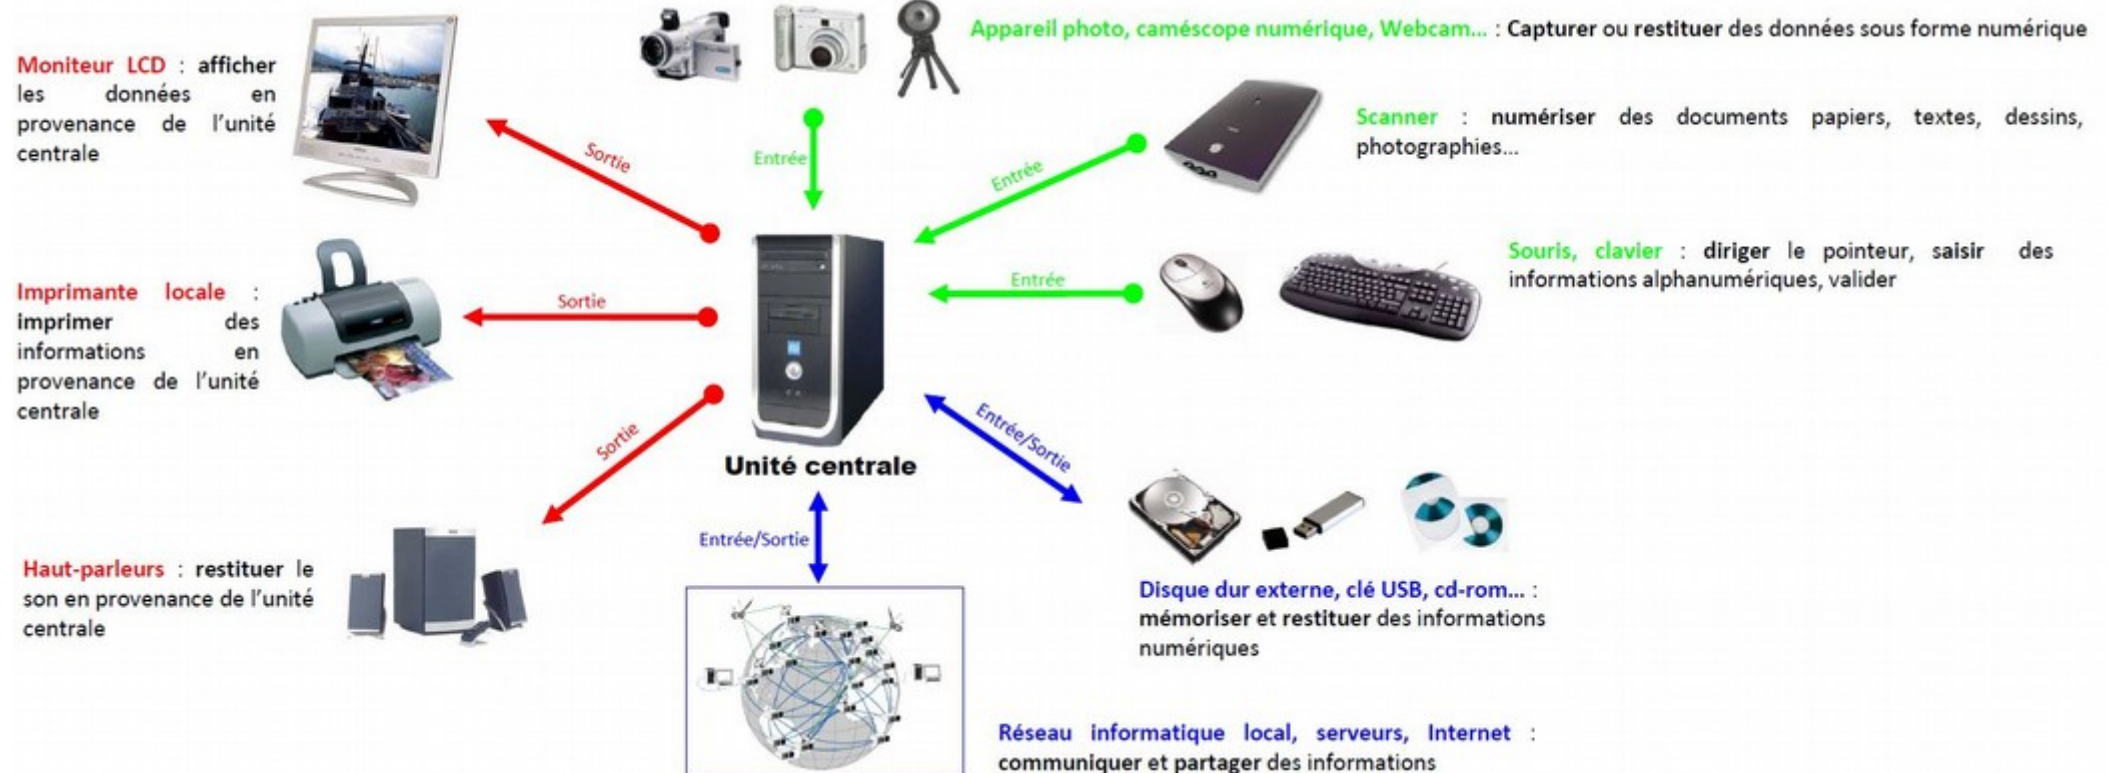 Appareil photo, caméscope numérique, Webcam... : Capturer ou restituer des données sous forme numérique
Moniteur LCD : afficher
les données en
provenance de l'unité
centrale
Sortie
Entrée
Entrée
Scanner : numériser des documents papiers, textes, dessins,
photographies...
Souris, clavier : diriger le pointeur, saisir des
informations alphanumériques, valider
Entrée
Imprimante locale :
imprimer des
informations en
provenance de l'unité
centrale
Sortie
Sortie
Unité centrale
Entrée/Sortie
Entrée/Sortie
Haut-parleurs : restituer le
son en provenance de l'unité
centrale
Disque dur externe, clé USB, cd-rom... :
mémoriser et restituer des informations
numériques
Réseau informatique local, serveurs, Internet :
communiquer et partager des informations